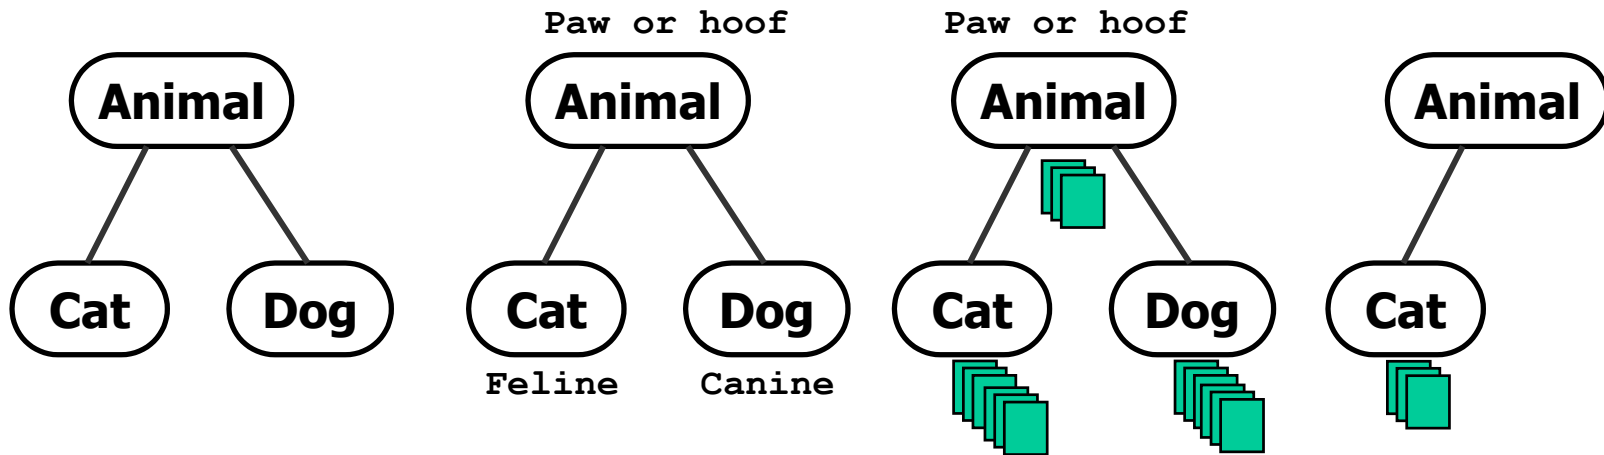 Paw or hoof
Paw or hoof
Animal
Animal
Animal
Animal
Cat
Dog
Cat
Dog
Cat
Dog
Cat
Feline
Canine